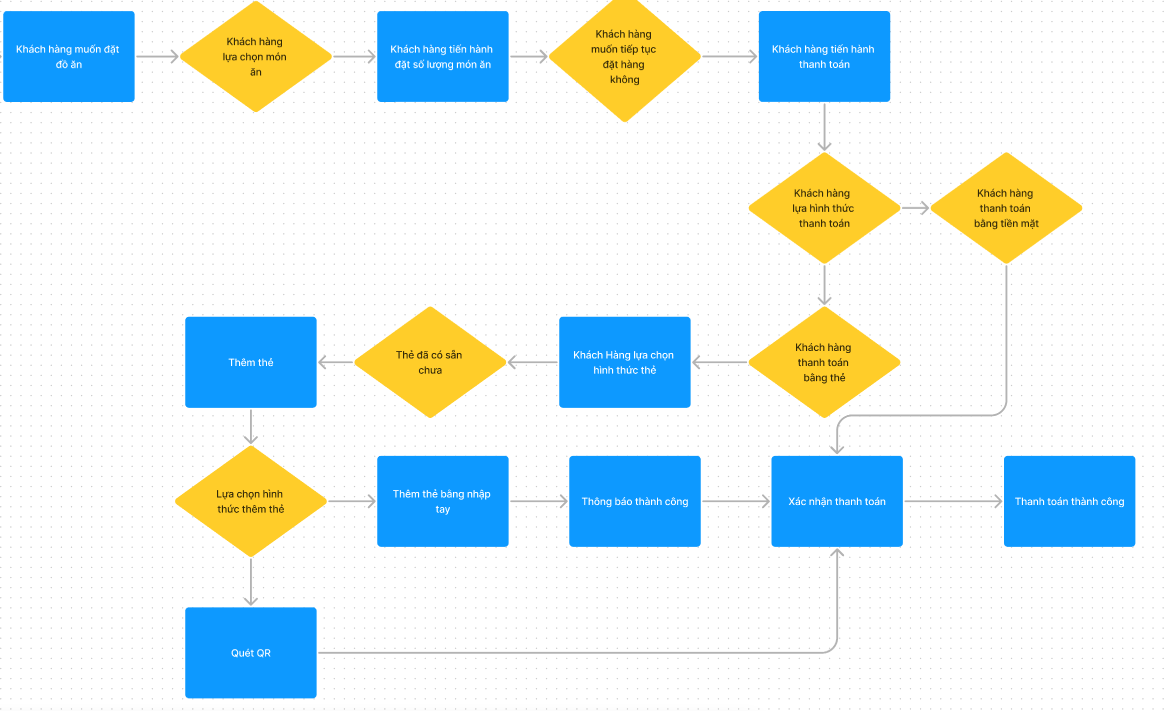 Khách hàng muốn đặt
đồ ăn
Khách hàng
lựa chọn món
ăn
Khách hàng tiến hành
đặt số lượng món ăn
Khách hàng
muốn tiếp tục
đặt hàng
không
Khách hàng tiến hành
thanh toán
Khách hàng
lựa hình thức
thanh toán
Khách hàng
thanh toán
bằng tiền mặt
Thêm thẻ
Thẻ đã có sẵn
chưa
Khách Hàng lựa chọn
hình thức thẻ
Khách hàng
thanh toán
bằng thẻ
Lựa chọn hình
thức thêm thẻ
Thêm thẻ bằng nhập
tay
Thông báo thành công
Xác nhận thanh toán
Thanh toán thành công
Quét QR